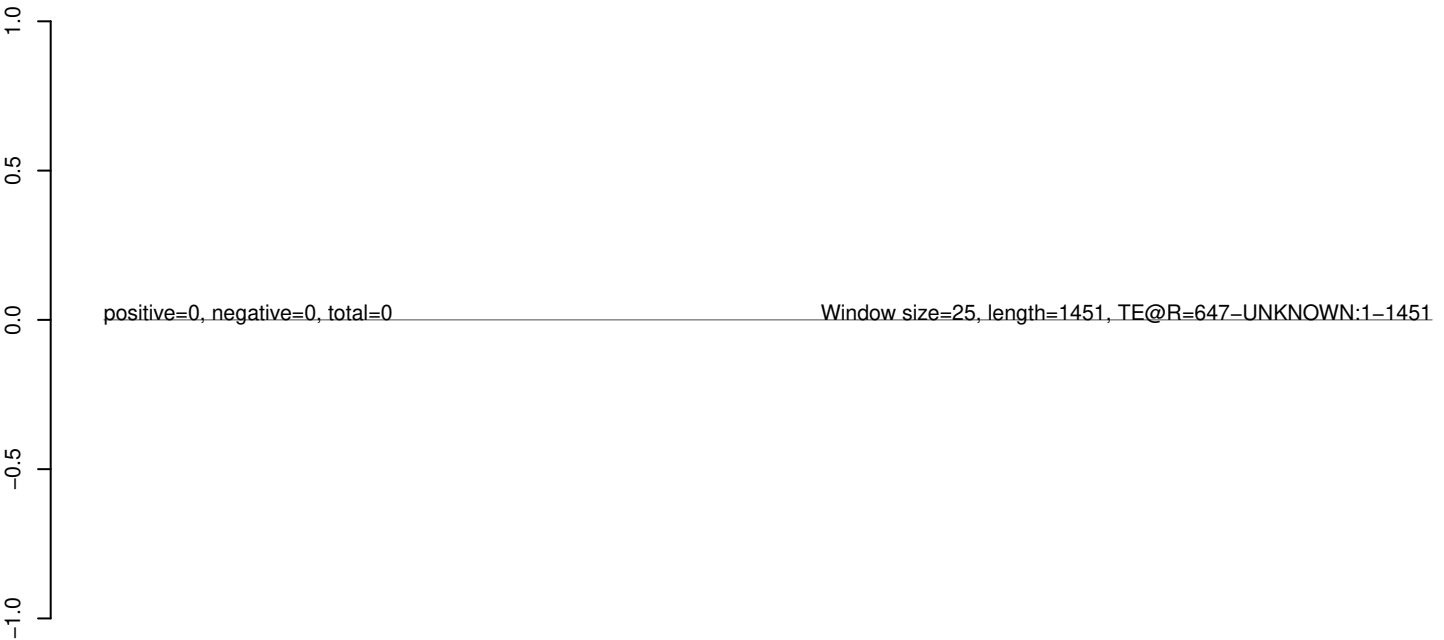 1.0
0.5
positive=0, negative=0, total=0
Window size=25, length=1451, TE@R=647−UNKNOWN:1−1451
0.0
−0.5
−1.0